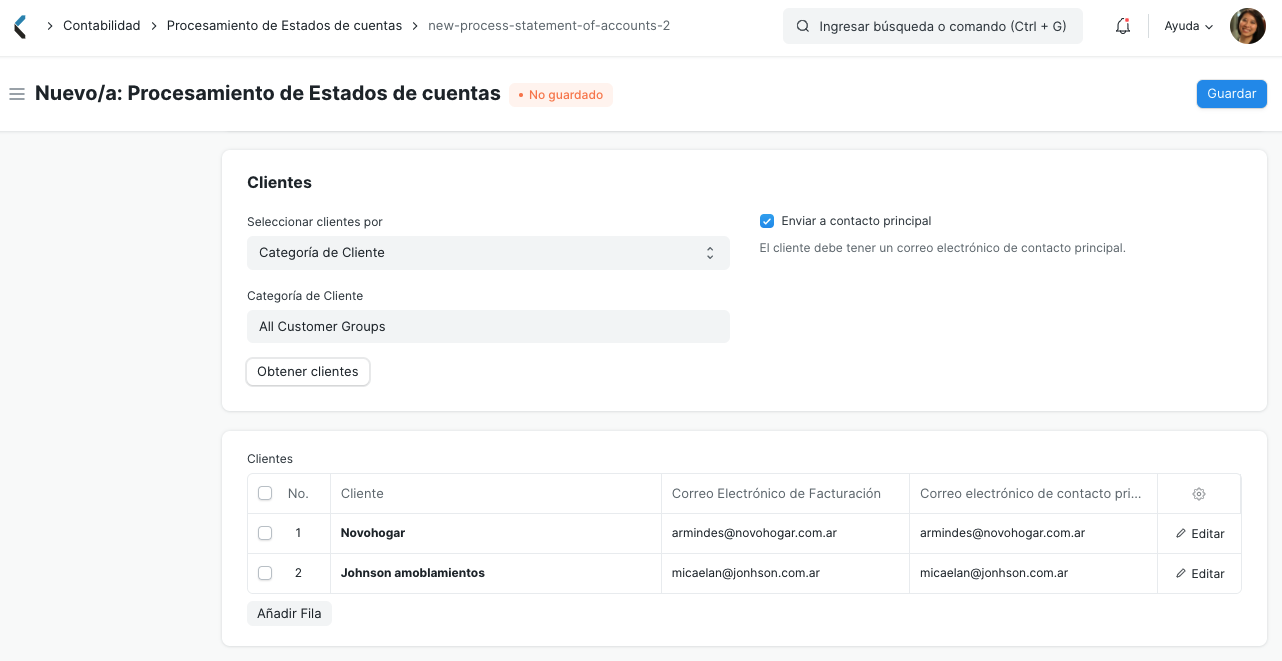 Contabilidad > Procesamiento de Estados de cuentas > new-process-statement-of-accounts-2
Ingresar búsqueda o comando (Ctrl + G)
Ayuda
Nuevo/a: Procesamiento de Estados de cuentas
• No guardado
Guardar
Clientes
Seleccionar clientes por
Categoría de Cliente
Enviar a contacto principal
El cliente debe tener un correo electrónico de contacto principal.
Categoría de Cliente
All Customer Groups
Obtener clientes
Clientes
No. Cliente Correo Electrónico de Facturación Correo electrónico de contacto pri...
1 Novohogar armindes@novohogar.com.ar armindes@novohogar.com.ar Editar
2 Johnson amoblamientos micaelan@jonhson.com.ar micaelan@jonhson.com.ar Editar
Añadir Fila